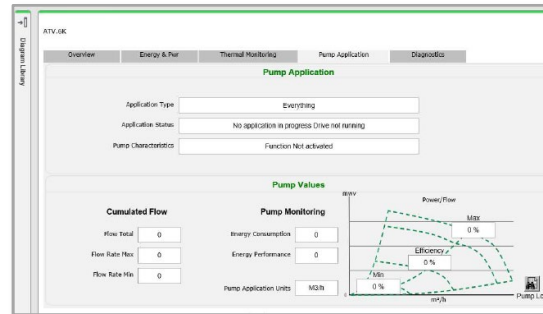 ATV.6K
Diagram Library
Overview Energy & Pwr Thermal Monitoring Pump Application Diagnostics
Pump Application
Application Type Everything
Application Status No application in progress Drive not running
Pump Characteristics Function Not activated
Pump Values
Cumulated Flow
Flow Total 0
Flow Rate Max 0
Flow Rate Min 0
Pump Monitoring
Energy Consumption 0
Energy Performance 0
Pump Application Units M3/h
Power/Flow
Max
0 %
Efficiency
0 %
Min
0 %
0
m³/h
Pump Lo